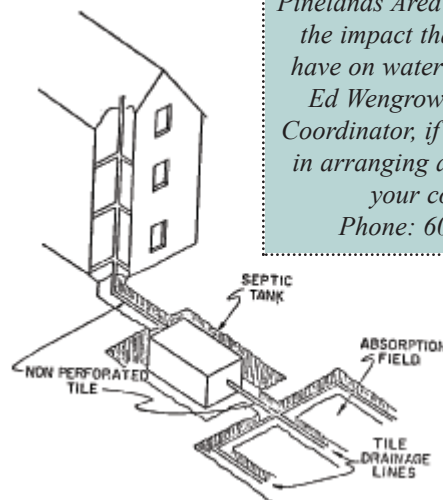 Pinelands Area
the impact tha
have on water
Ed Wengrow
Coordinator, if
in arranging a
your co
Phone: 60
SEPTIC
TANK
ABSORPTION
FIELD
NON PERFORATED
TILE
TILE
DRAINAGE
LINES